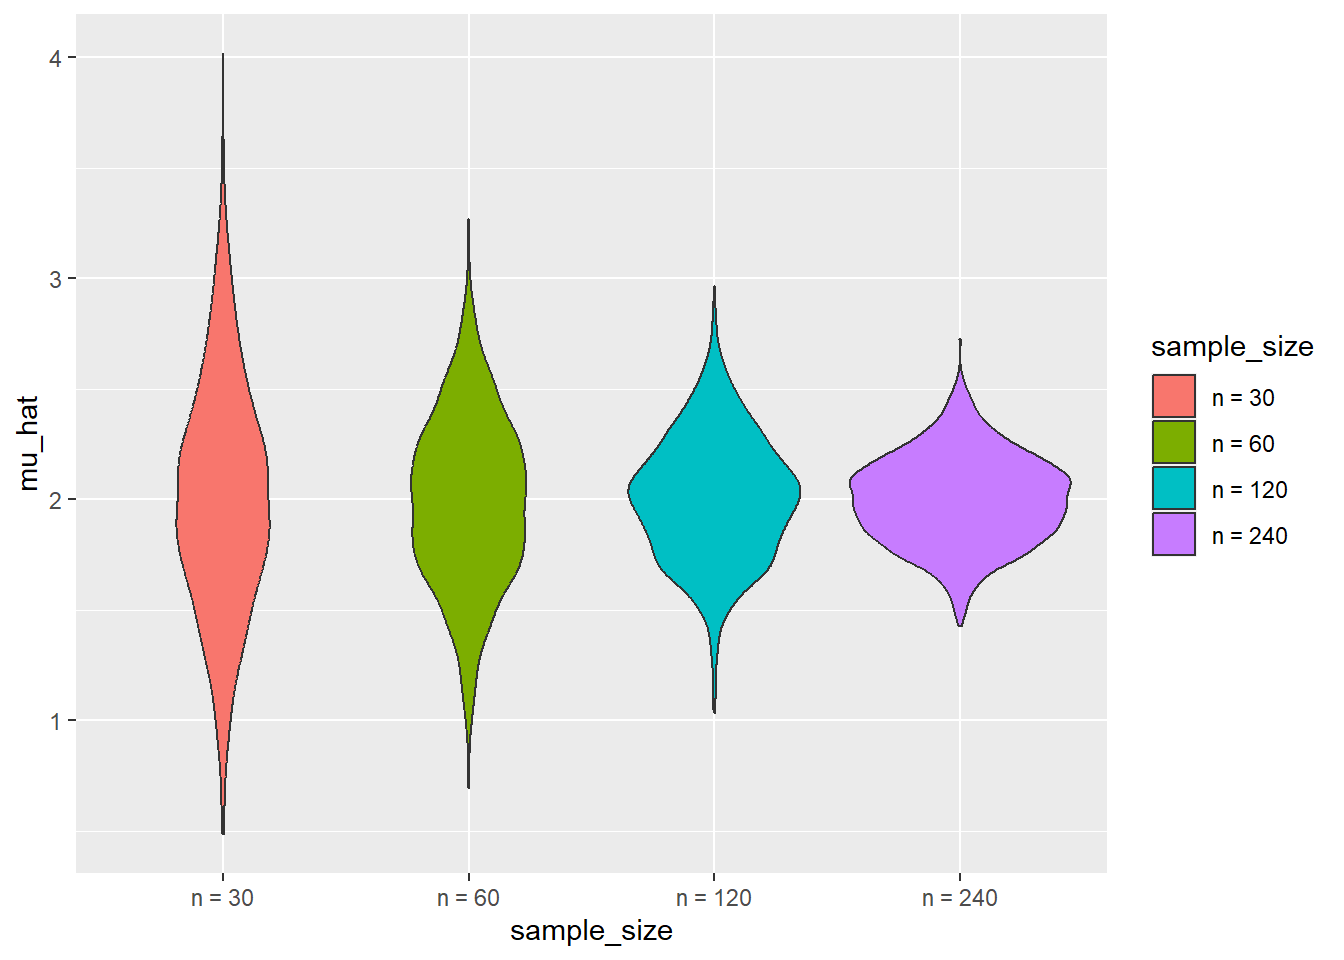 4
3
2
1
mu_hat
n = 30
n = 60
n = 120
n = 240
sample_size
sample_size
n = 30
n = 60
n = 120
n = 240